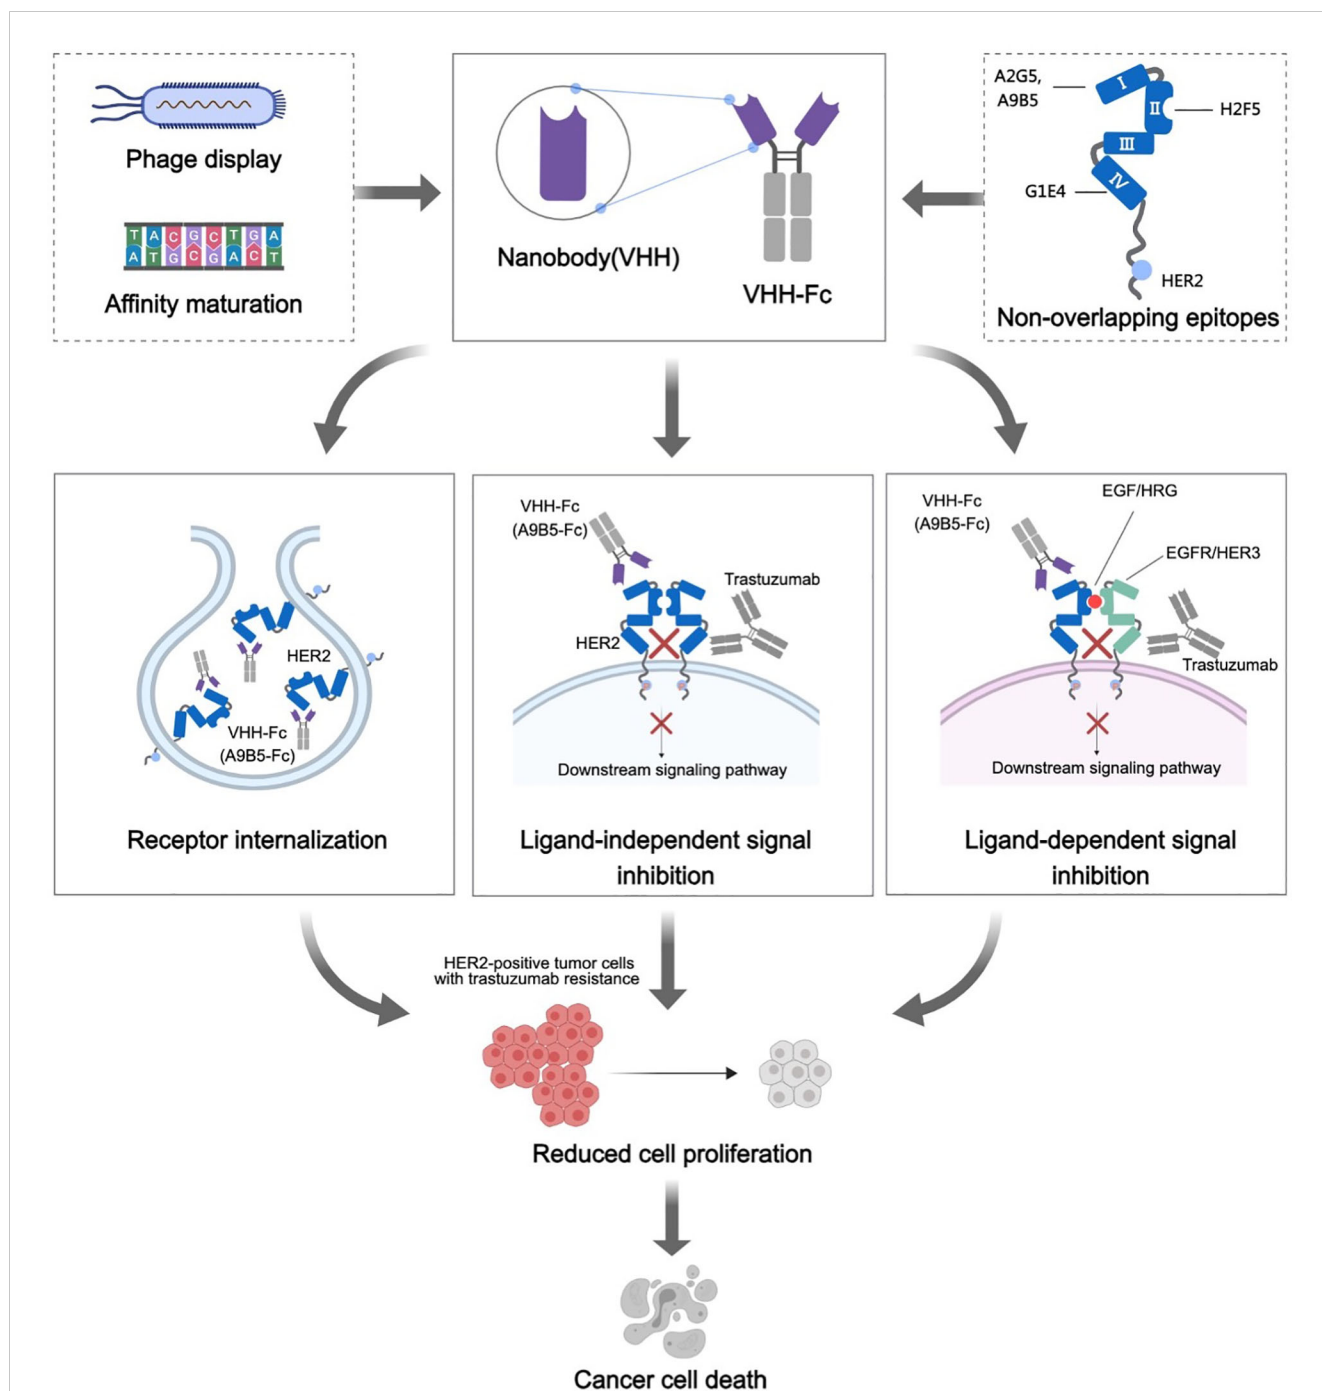 Phage display
T A C G C T G A
A T G C G A C T
Affinity maturation
Nanobody(VHH)
VHH-Fc
A2G5,
A9B5
I
II
H2F5
III
IV
G1E4
HER2
Non-overlapping epitopes
HER2
VHH-Fc
(A9B5-Fc)
Receptor internalization
VHH-Fc
(A9B5-Fc)
Trastuzumab
HER2
Downstream signaling pathway
Ligand-independent signal
inhibition
VHH-Fc
(A9B5-Fc)
EGF/HRG
EGFR/HER3
Trastuzumab
Downstream signaling pathway
Ligand-dependent signal
inhibition
HER2-positive tumor cells
with trastuzumab resistance
Reduced cell proliferation
Cancer cell death